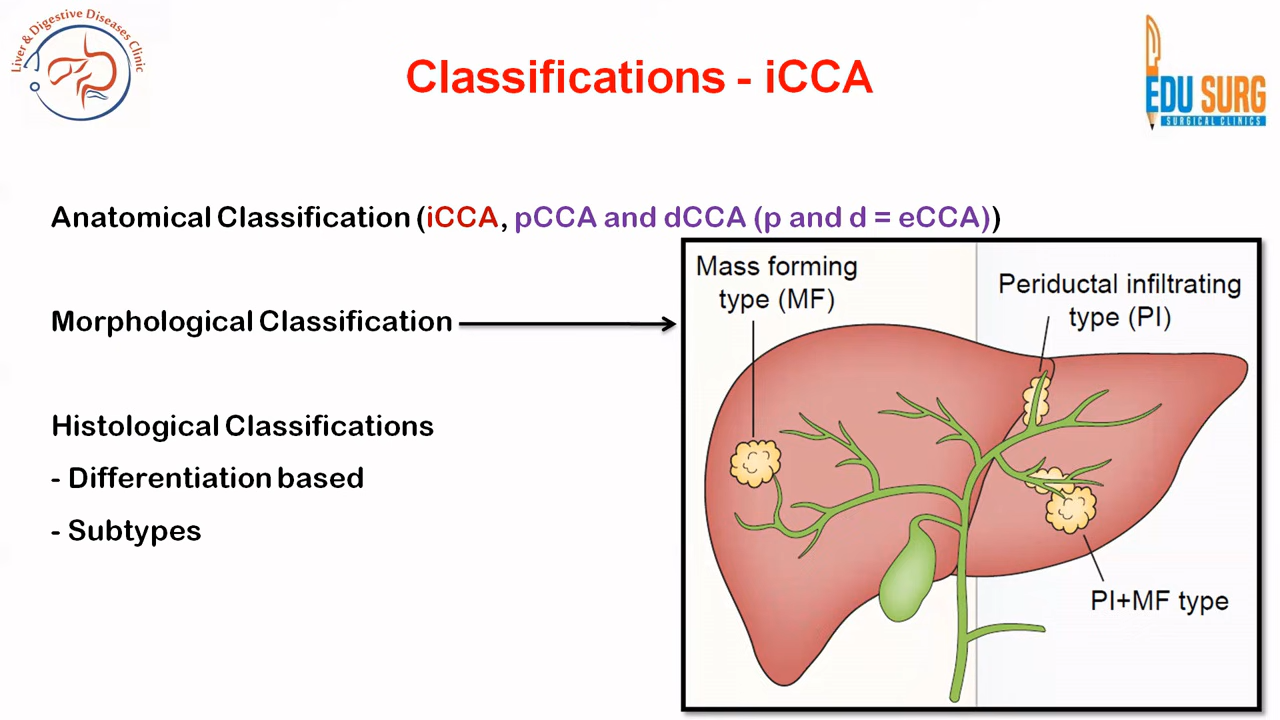 Liver & Digestive Diseases Clinic
Classifications - iCCA
EDU SURG
SURGICAL CLINICS
Anatomical Classification (iCCA, pCCA and dCCA (p and d = eCCA))
Morphological Classification
Histological Classifications
- Differentiation based
- Subtypes
Mass forming
type (MF)
Periductal infiltrating
type (PI)
PI+MF type